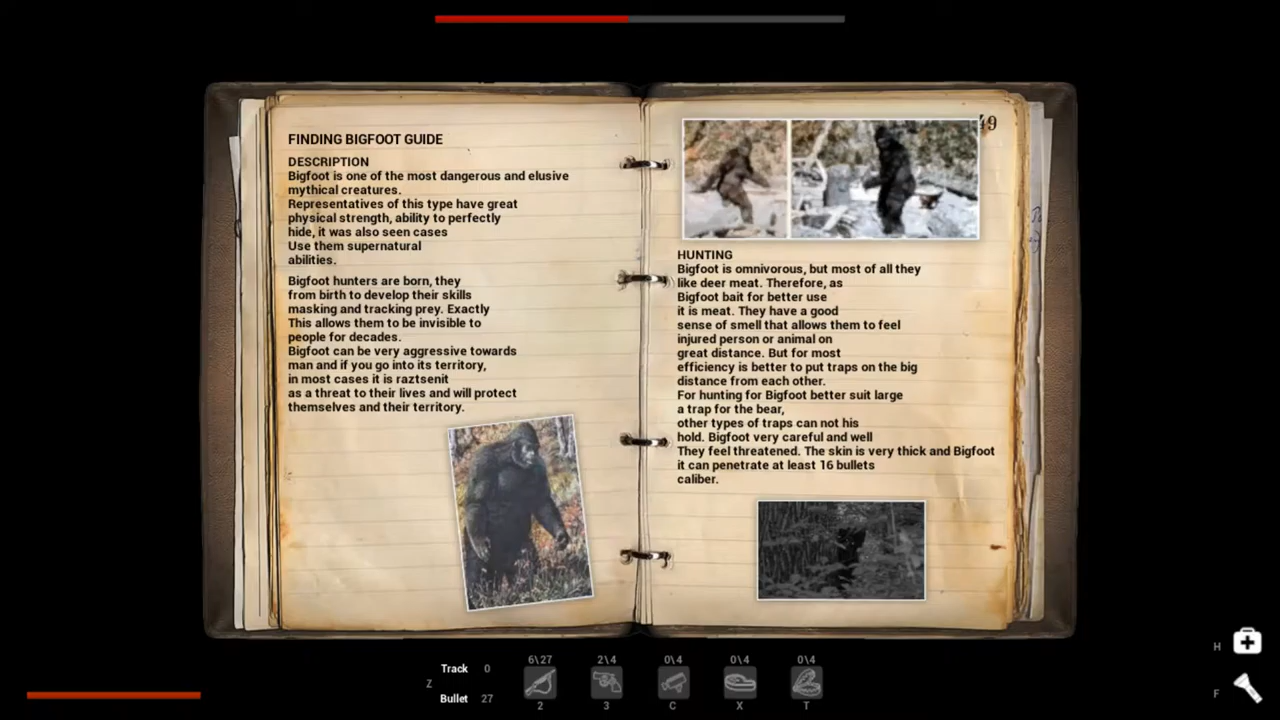 FINDING BIGFOOT GUIDE
DESCRIPTION
Bigfoot is one of the most dangerous and elusive
mythical creatures.
Representatives of this type have great
physical strength, ability to perfectly
hide, it was also seen cases
Use them supernatural
abilities.
Bigfoot hunters are born, they
from birth to develop their skills
masking and tracking prey. Exactly
This allows them to be invisible to
people for decades.
Bigfoot can be very aggressive towards
man and if you go into its territory,
in most cases it is raztsenit
as a threat to their lives and will protect
themselves and their territory.
49
HUNTING
Bigfoot is omnivorous, but most of all they
like deer meat. Therefore, as
Bigfoot bait for better use
it is meat. They have a good
sense of smell that allows them to feel
injured person or animal on
great distance. But for most
efficiency is better to put traps on the big
distance from each other.
For hunting for Bigfoot better suit large
a trap for the bear,
other types of traps can not his
hold. Bigfoot very careful and well
They feel threatened. The skin is very thick and Bigfoot
it can penetrate at least 16 bullets
caliber.
H
F
Track 0
Z
Bullet 27
6\27 2\4 0\4 0\4 0\4
2 3 C X T